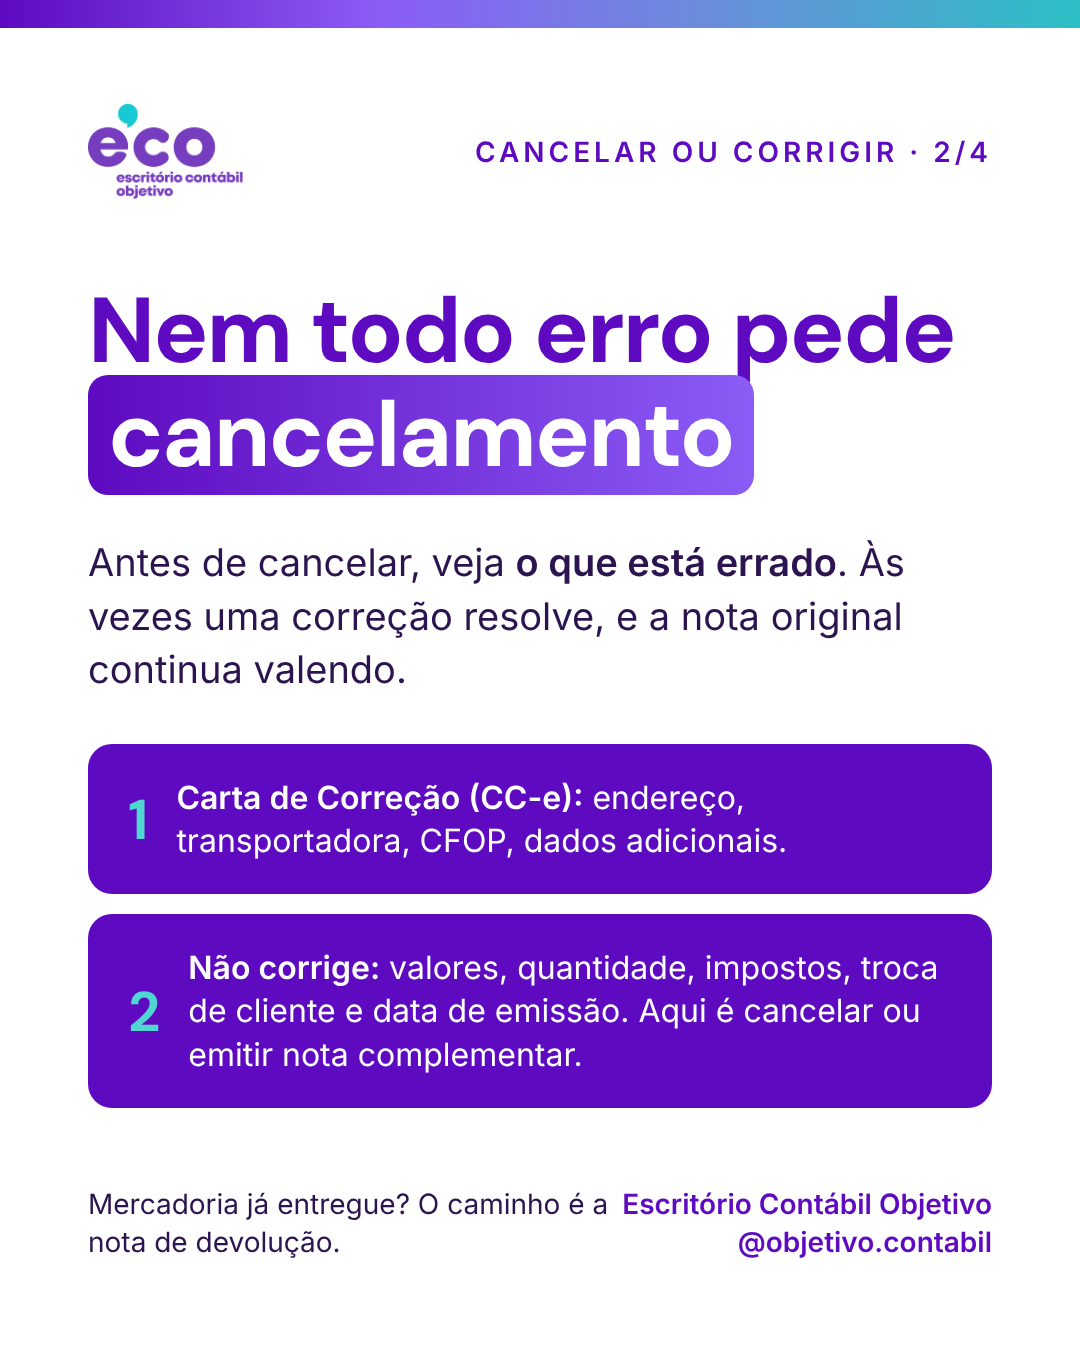 eco
escritório contábil
objetivo
CANCELAR OU CORRIGIR · 2/4
Nem todo erro pede
cancelamento
Antes de cancelar, veja o que está errado. Às
vezes uma correção resolve, e a nota original
continua valendo.
1
Carta de Correção (CC-e): endereço,
transportadora, CFOP, dados adicionais.
2
Não corrige: valores, quantidade, impostos, troca
de cliente e data de emissão. Aqui é cancelar ou
emitir nota complementar.
Mercadoria já entregue? O caminho é a
nota de devolução.
Escritório Contábil Objetivo
@objetivo.contabil